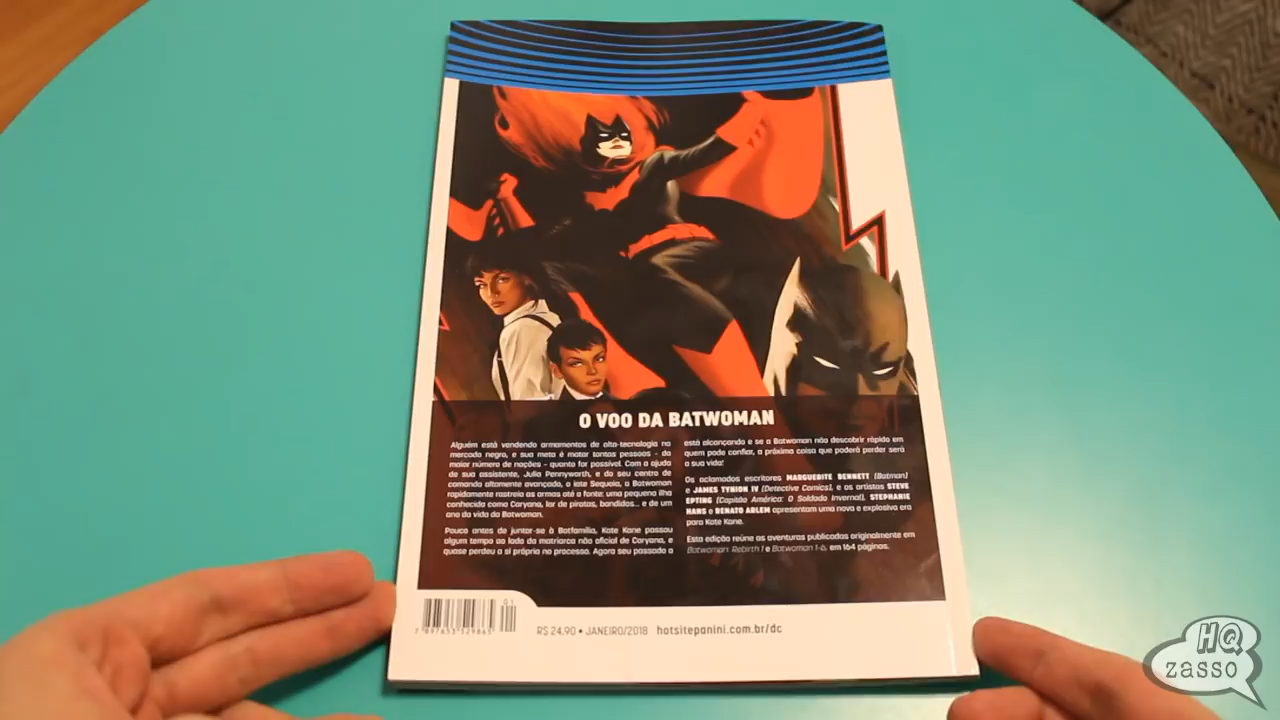 O VOO DA BATWOMAN
Alguém está vendendo armamentos de alta-tecnologia no
mercado negro, e sua meta é matar tantas pessoas - do
maior número de nações - quanto for possível. Com a ajuda
de sua assistente, Julia Pennyworth, e do seu centro de
comando altamente avançado, o iate Sequoia, a Batwoman
rapidamente rastreia as armas até a fonte: uma pequena ilha
conhecida como Coryana, lar de piratas, bandidos... e de um
ano da vida da Batwoman.
Pouco antes de juntar-se à Batfamília, Kate Kane passou
algum tempo ao lado da matriarca não oficial de Coryana, e
quase perdeu a si própria no processo. Agora seu passado a
está alcançando e se a Batwoman não descobrir rápido em
quem pode confiar, a próxima coisa que poderá perder será
a sua vida!
Os aclamados escritores MARGUERITE BENNETT (Batman)
e JAMES TYNION IV (Detective Comics), e os artistas STEVE
EPTING (Capitão América: O Soldado Invernal), STEPHANIE
HANS e RENATO ARLEM apresentam uma nova e explosiva era
para Kate Kane.
Esta edição reúne as aventuras publicadas originalmente em
Batwoman: Rebirth 1 e Batwoman 1-6, em 164 páginas.
01
7 897653 529865
R$ 24,90 • JANEIRO/2018 hotsitepanini.com.br/dc
HQ
zasso